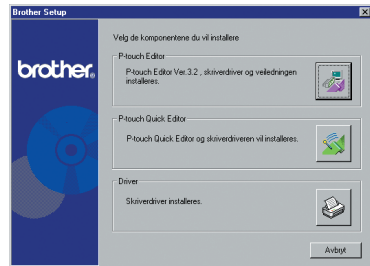 Brother Setup
Velg de komponentene du vil installere
brother.
P-touch Editor
P-touch Editor Ver.3.2 , skriverdriver og veiledningen
installeres.
P-touch Quick Editor
P-touch Quick Editor og skriverdriveren vil installeres.
Driver
Skriverdriver installeres.
Avbryt